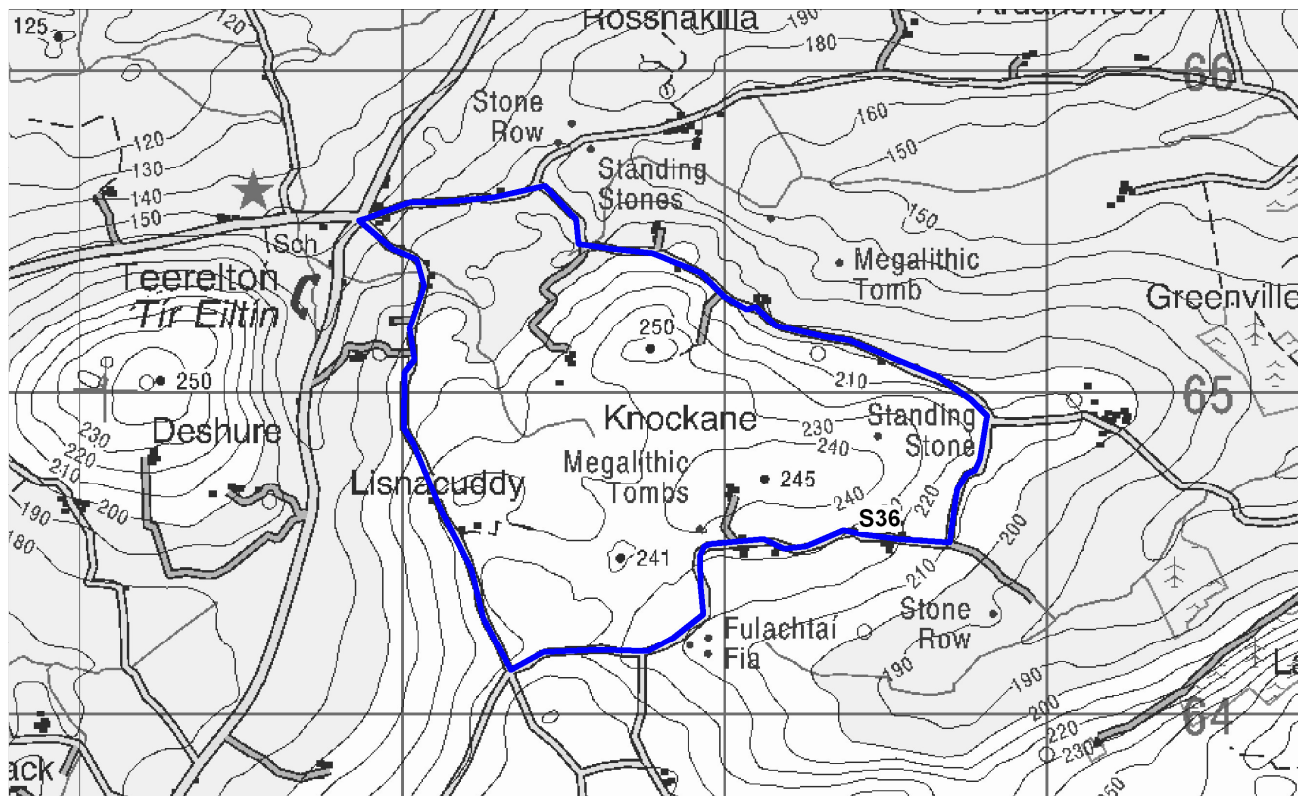 Rossnakilla
125
120
190
180
66
Stone
Row
160
150
120
130
140
150
Standing
Stones
150
Sch
Megalithic
Tomb
Teerelton
Tír Eiltín
Greenville
250
250
210
65
Deshure
Knockane
Standing
Stone
230
240
230
220
210
Megalithic
Tombs
Lisnacuddy
245
190
200
240
220
200
S36
180
241
210
Stone
Row
Fulachtaí
Fia
190
190
200
64
220
230